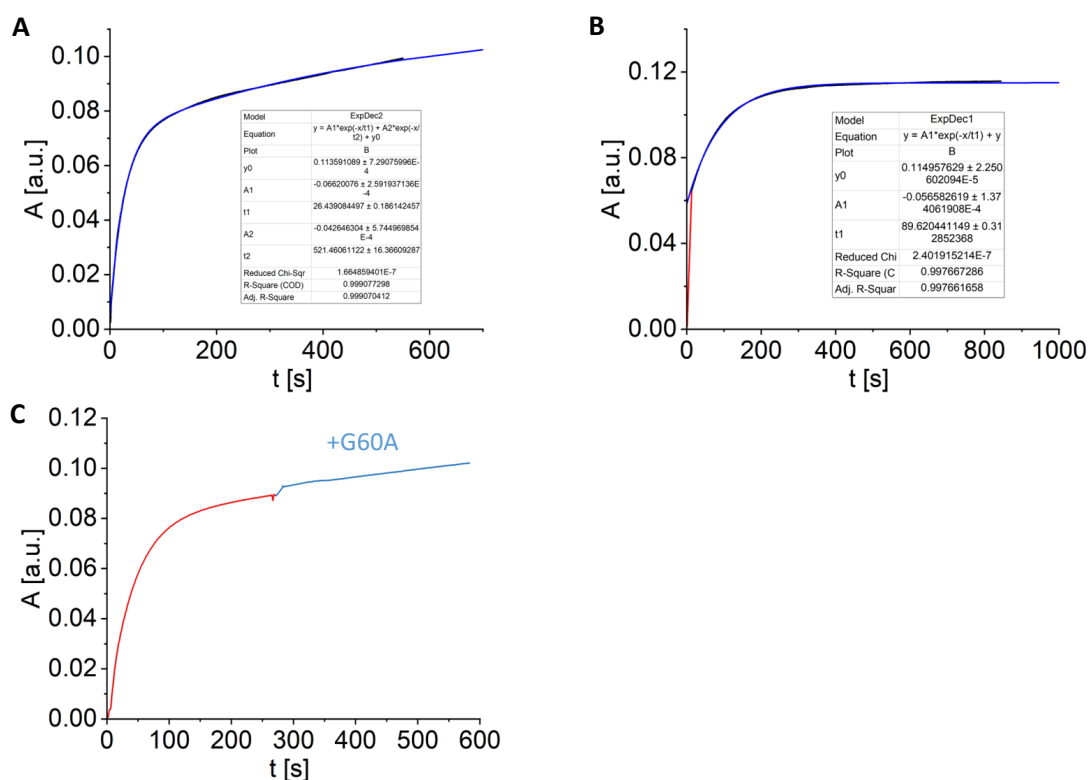 A
A [a.u.]
0.10
0.08
0.06
0.04
0.02
0.00
0 200 400 600
t [s]
Model ExpDec2
Equation y = A1*exp(-x/t1) + A2*exp(-x/
t2) + y0
Plot B
y0 0.113591089 ± 7.29075996E-
4
A1 -0.06620076 ± 2.591937136E
-4
t1 26.439084497 ± 0.186142457
A2 -0.042646304 ± 5.744969854
E-4
t2 521.46061122 ± 16.36609287
Reduced Chi-Sqr 1.664859401E-7
R-Square (COD) 0.999077298
Adj. R-Square 0.999070412
B
A [a.u.]
0.12
0.08
0.04
0.00
0 200 400 600 800 1000
t [s]
Model ExpDec1
Equation y = A1*exp(-x/t1) + y
Plot B
y0 0.114957629 ± 2.250
602094E-5
A1 -0.056582619 ± 1.37
4061908E-4
t1 89.620441149 ± 0.31
2852368
Reduced Chi 2.401915214E-7
R-Square (C 0.997667286
Adj. R-Squar 0.997661658
C
A [a.u.]
0.12
0.10
0.08
0.06
0.04
0.02
0.00
+G60A
0 100 200 300 400 500 600
t [s]